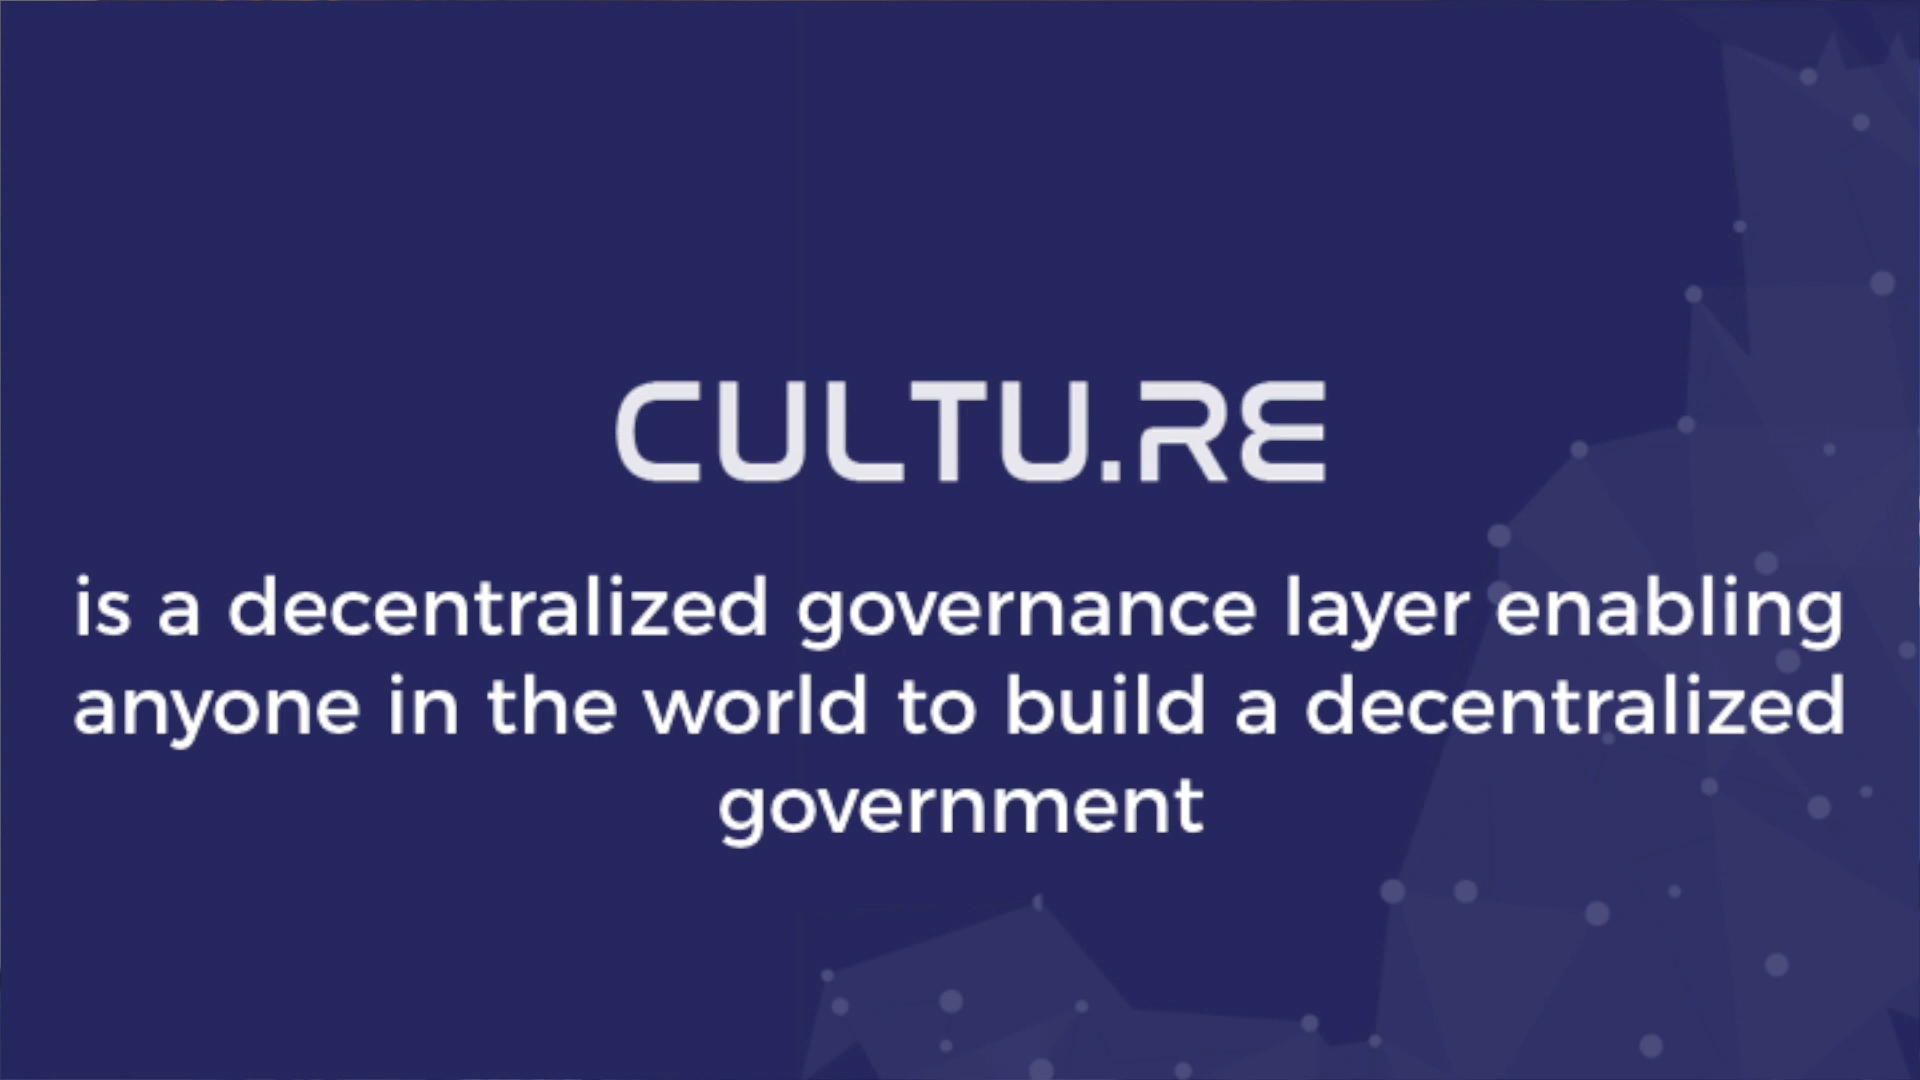 CULTU.RE
is a decentralized governance layer enabling
anyone in the world to build a decentralized
government